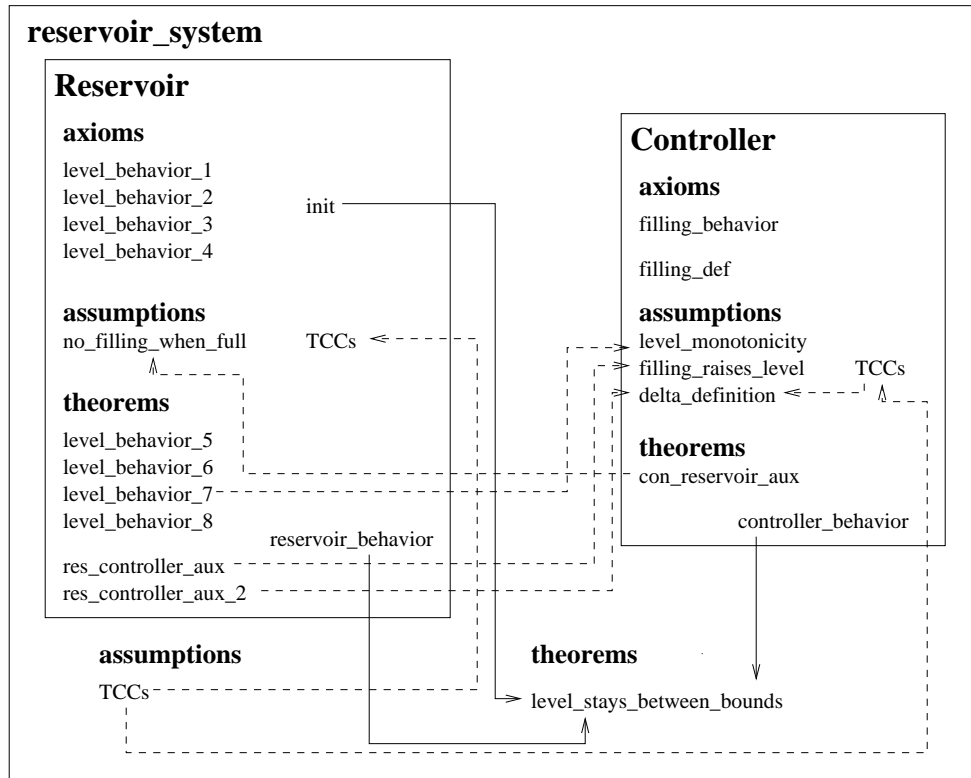 reservoir_system
Reservoir
axioms
level_behavior_1
level_behavior_2
level_behavior_3
level_behavior_4
init
assumptions
no_filling_when_full
TCCs
theorems
level_behavior_5
level_behavior_6
level_behavior_7
level_behavior_8
reservoir_behavior
res_controller_aux
res_controller_aux_2
Controller
axioms
filling_behavior
filling_def
assumptions
level_monotonicity
filling_raises_level
TCCs
delta_definition
theorems
con_reservoir_aux
controller_behavior
assumptions
TCCs
theorems
level_stays_between_bounds